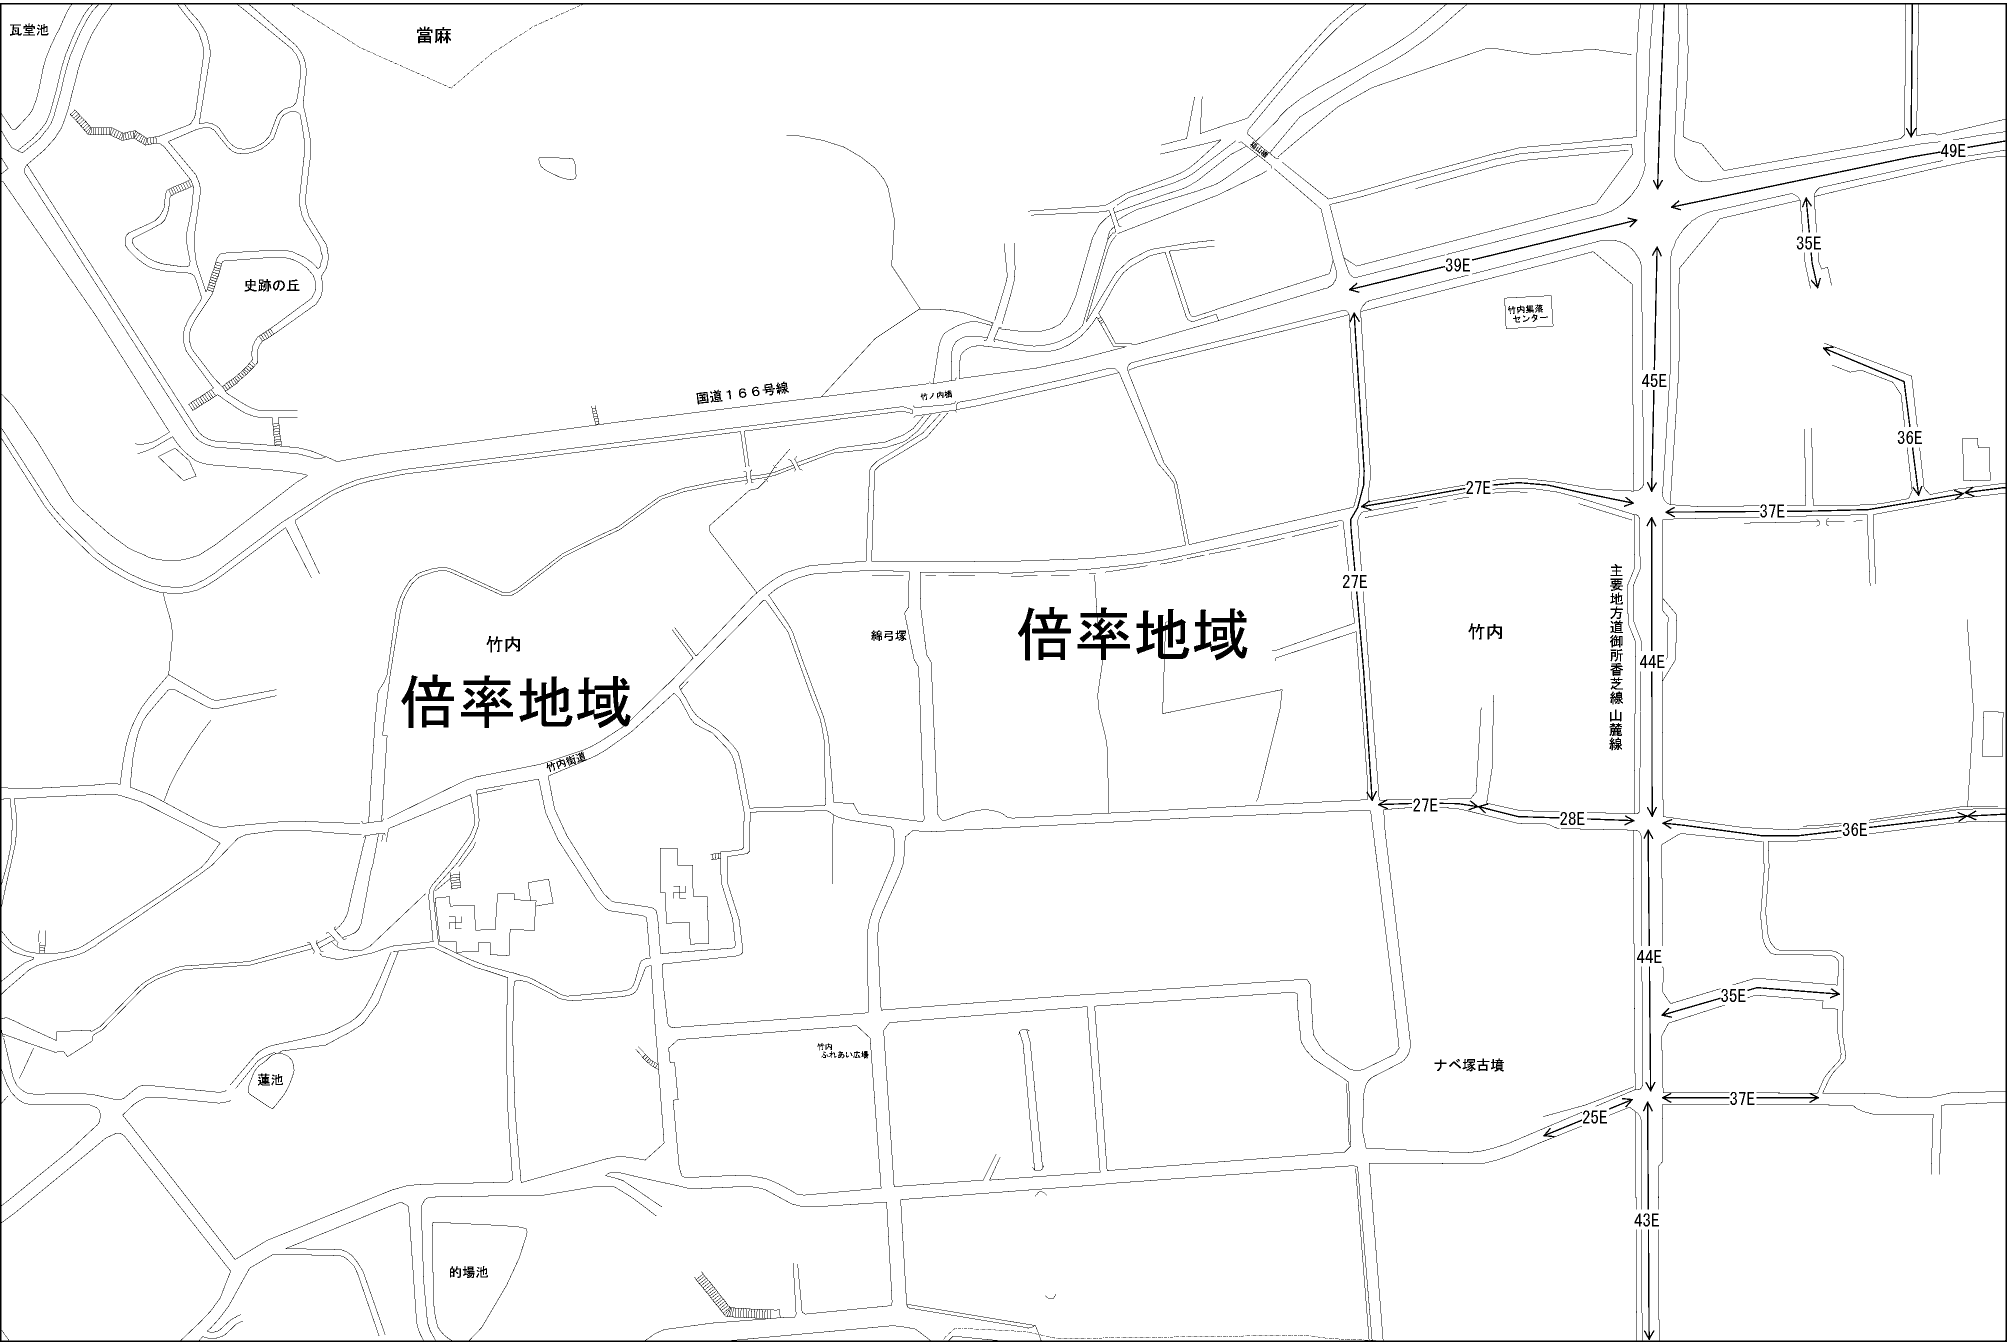 瓦堂池
當麻
49E
35E
史跡の丘
39E
竹内集落
センター
45E
国道166号線
竹ノ内橋
36E
27E
37E
27E
主要地方道御所香芝線 山麓線
倍率地域
綿弓塚
竹内
竹内
44E
倍率地域
竹内街道
27E
28E
36E
44E
35E
竹内
ふれあい広場
ナベ塚古墳
蓮池
37E
25E
43E
的場池